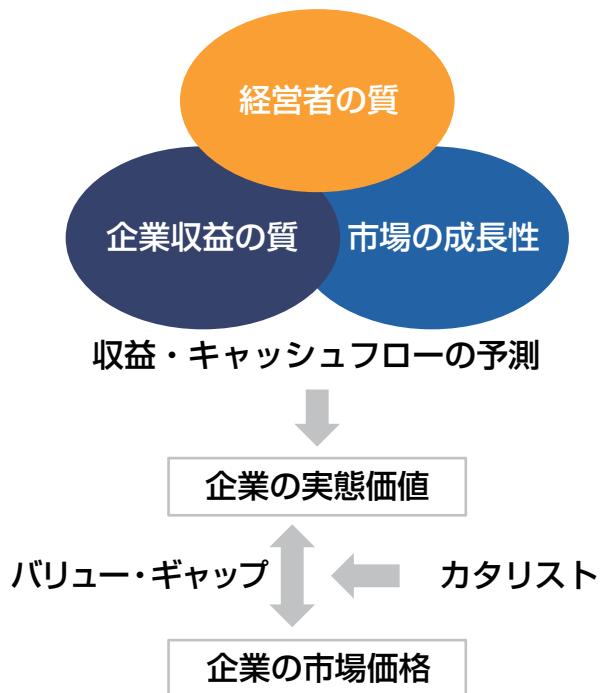 経営者の質
企業収益の質
市場の成長性
収益・キャッシュフローの予測
企業の実態価値
バリュー・ギャップ
カタリスト
企業の市場価格